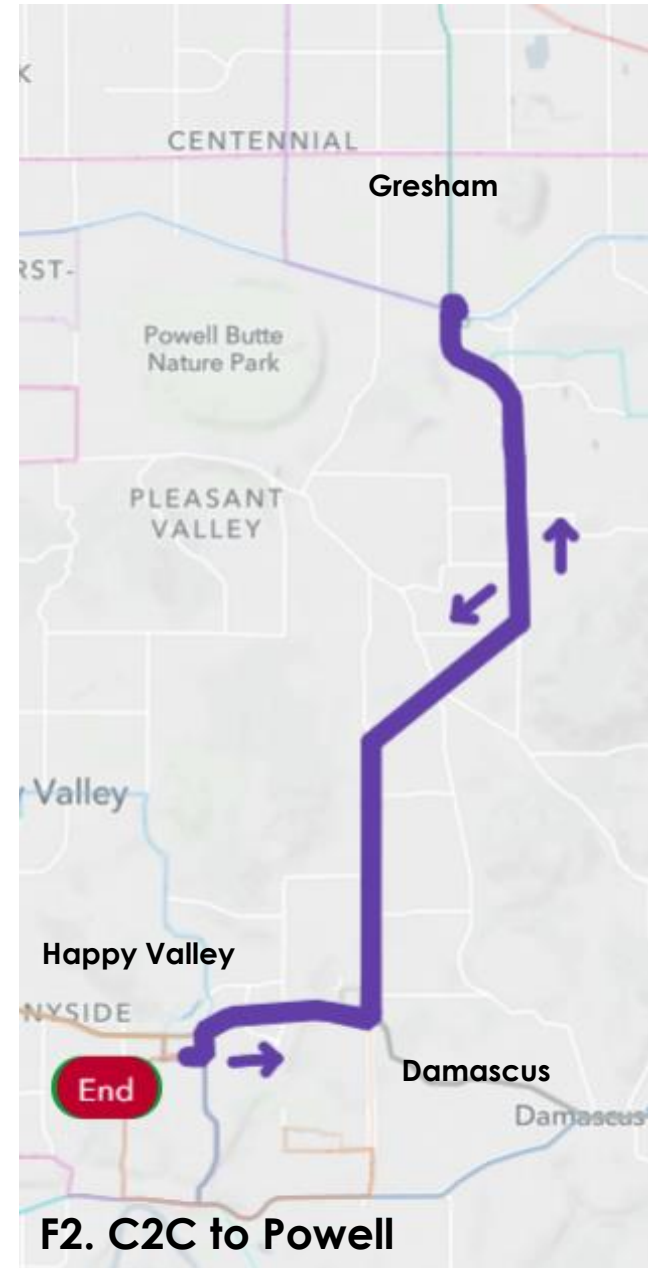 K
CENTENNIAL
Gresham
RST-
Powell Butte
Nature Park
PLEASANT
VALLEY
Valley
Happy Valley
NYSIDE
End
Damascus
Damascus
F2. C2C to Powell